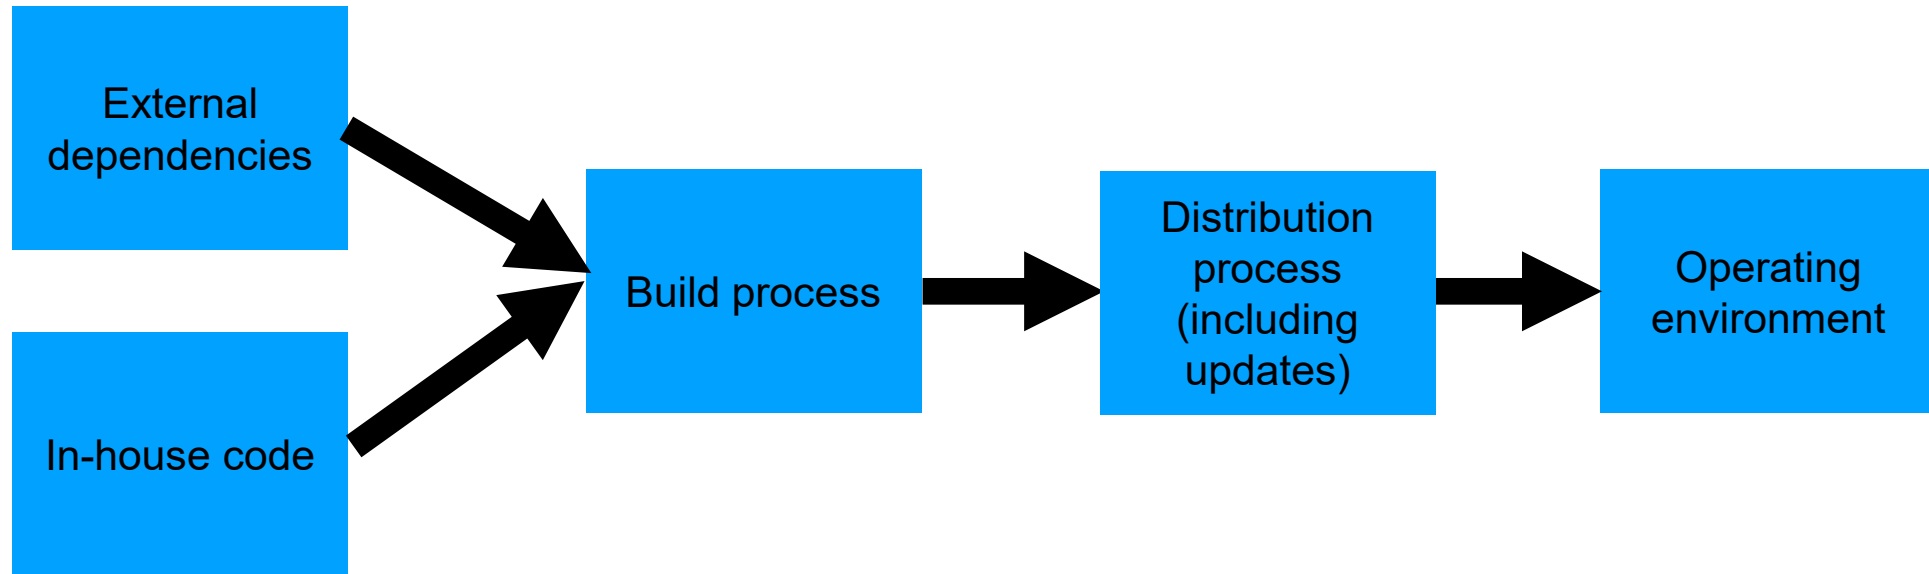 External
dependencies
In-house code
Build process
Distribution
process
(including
updates)
Operating
environment